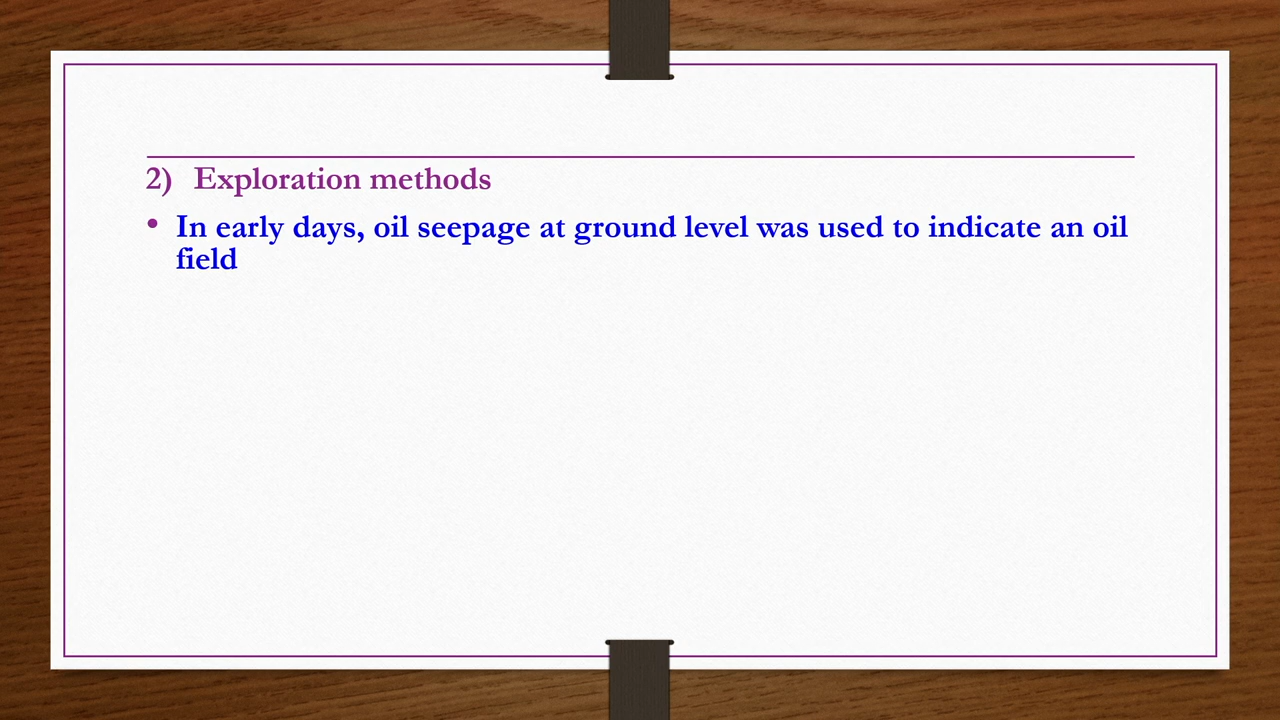 2) Exploration methods
• In early days, oil seepage at ground level was used to indicate an oil
field